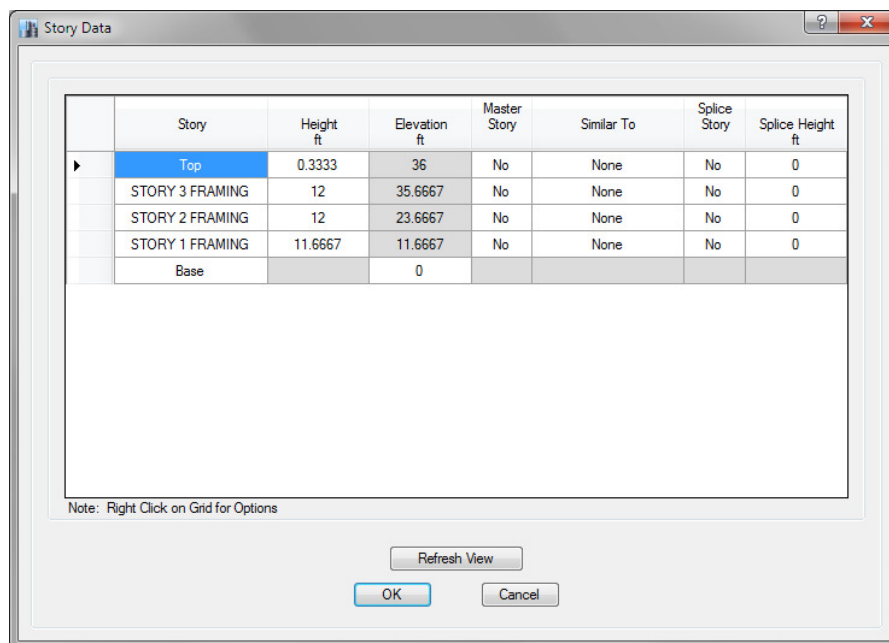 Story Data
Story Height ft Elevation ft Master Story Similar To Splice Story Splice Height ft
Top 0.3333 36 No None No 0
STORY 3 FRAMING 12 35.6667 No None No 0
STORY 2 FRAMING 12 23.6667 No None No 0
STORY 1 FRAMING 11.6667 11.6667 No None No 0
Base 0
Note: Right Click on Grid for Options
Refresh View
OK Cancel